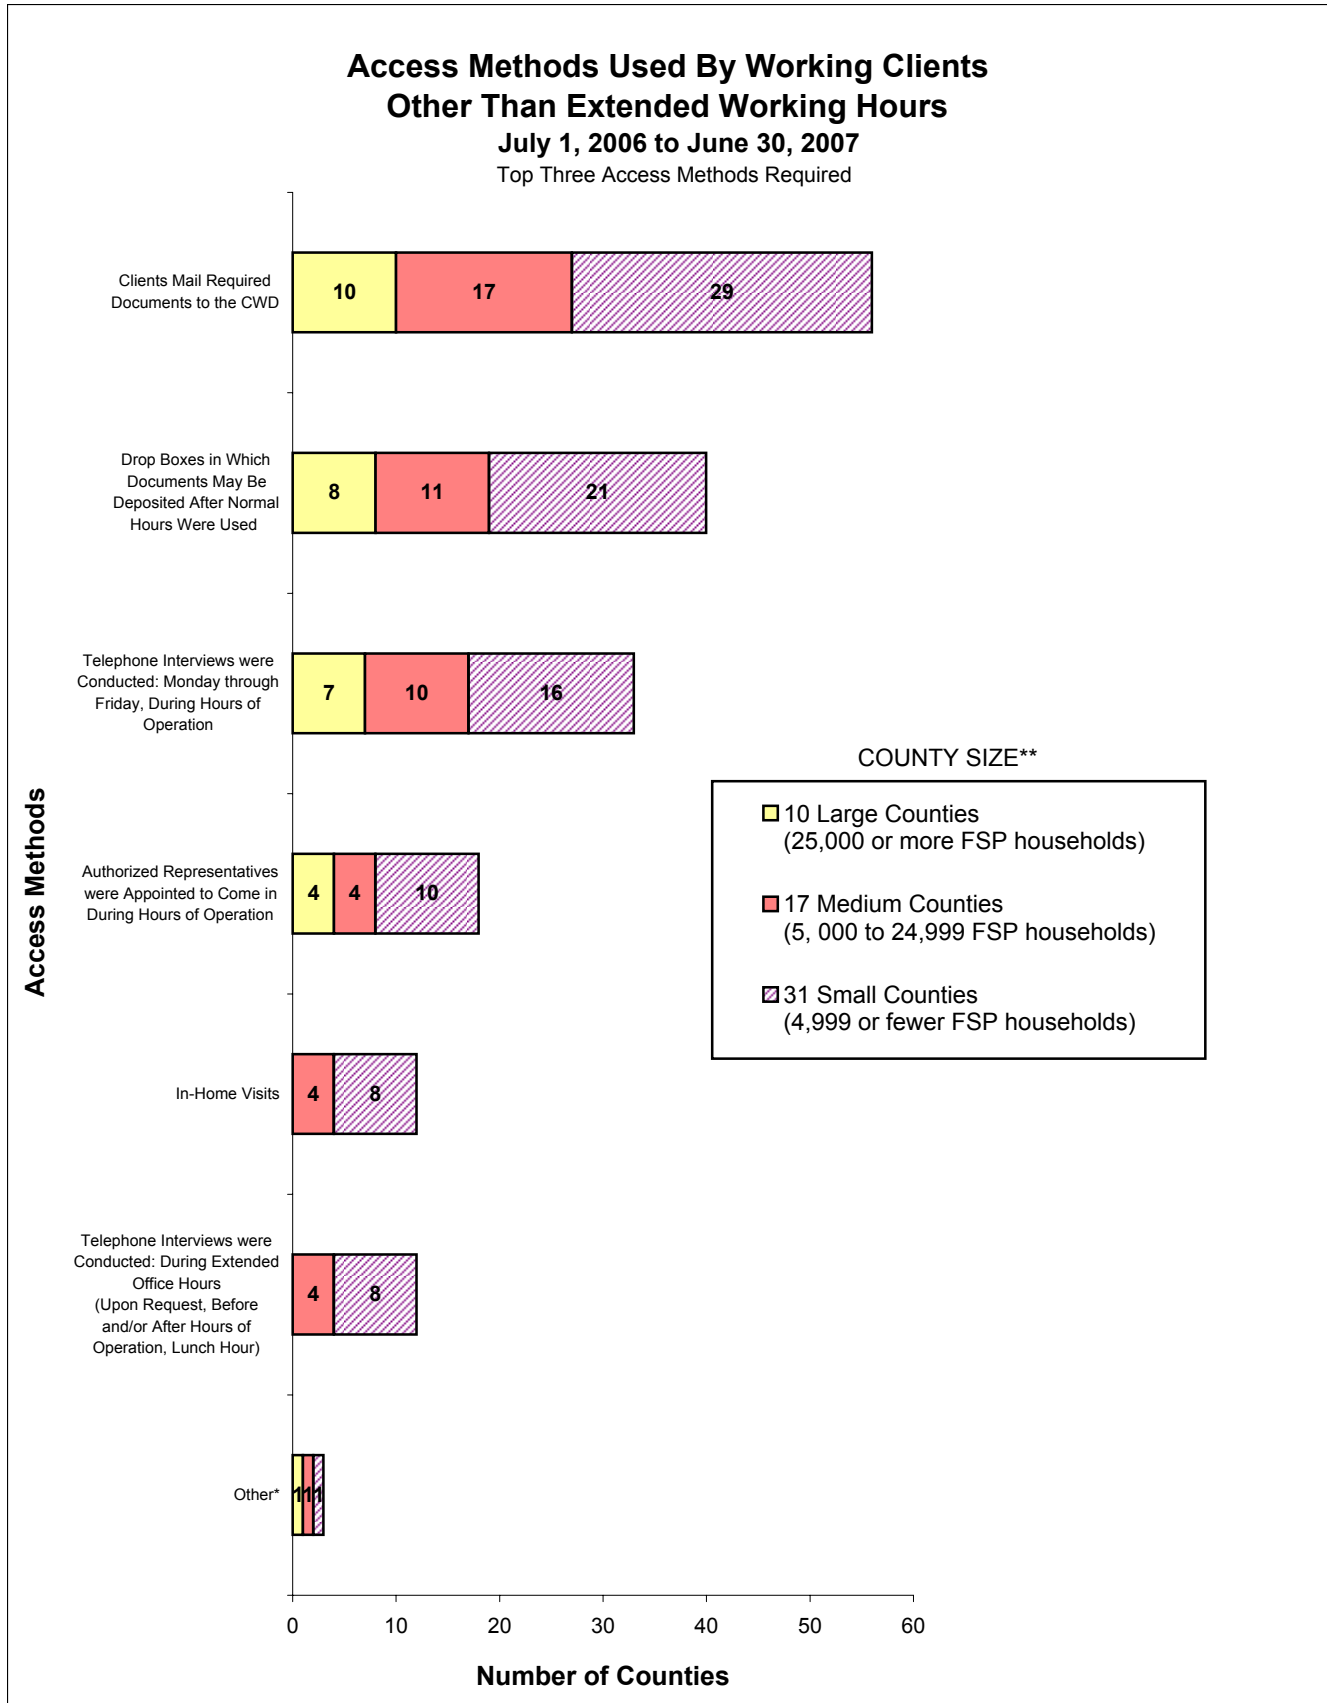 Access Methods Used By Working Clients
Other Than Extended Working Hours
July 1, 2006 to June 30, 2007
Top Three Access Methods Required
Clients Mail Required
Documents to the CWD
10
17
29
Drop Boxes in Which
Documents May Be
Deposited After Normal
Hours Were Used
8
11
21
Telephone Interviews were
Conducted: Monday through
Friday, During Hours of
Operation
7
10
16
Authorized Representatives
were Appointed to Come in
During Hours of Operation
4
4
10
In-Home Visits
4
8
Telephone Interviews were
Conducted: During Extended
Office Hours
(Upon Request, Before
and/or After Hours of
Operation, Lunch Hour)
4
8
Other*
1
1
1
Access Methods
COUNTY SIZE**
10 Large Counties
(25,000 or more FSP households)
17 Medium Counties
(5, 000 to 24,999 FSP households)
31 Small Counties
(4,999 or fewer FSP households)
0
10
20
30
40
50
60
Number of Counties